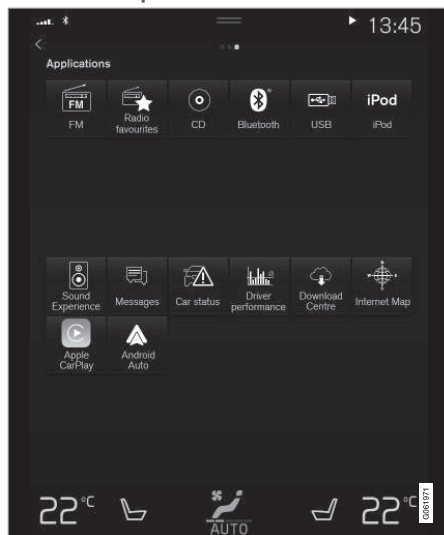 13:45
Applications
FM
FM
Radio
favourites
CD
Bluetooth
USB
iPod
iPod
Sound
Experience
Messages
Car status
Driver
performance
Download
Centre
Internet Map
Apple
CarPlay
Android
Auto
22°C
AUTO
22°C
G061971